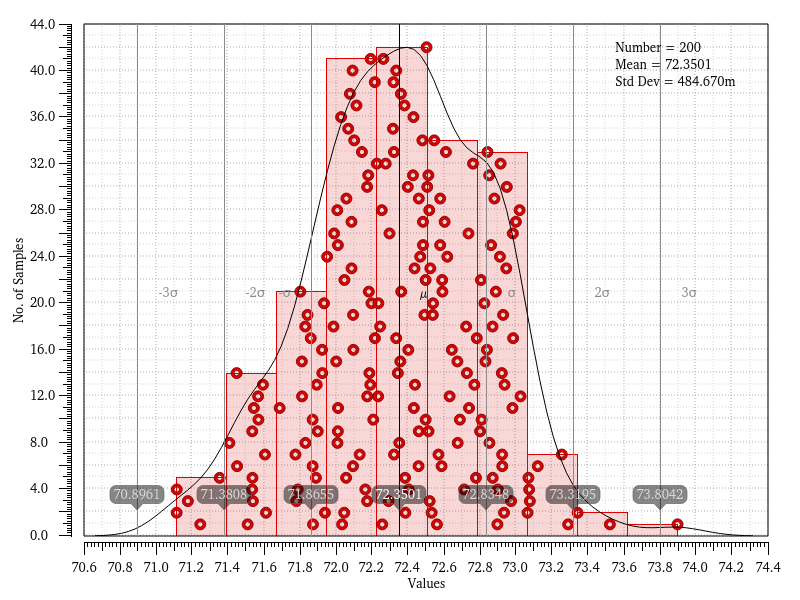 44.0
40.0
36.0
32.0
28.0
24.0
20.0
16.0
12.0
8.0
4.0
0.0
No. of Samples
Number = 200
Mean = 72.3501
Std Dev = 484.670m
-3σ
-2σ
-σ
μ
σ
2σ
3σ
70.8961
71.3808
71.8655
72.3501
72.8348
73.3195
73.8042
70.6 70.8 71.0 71.2 71.4 71.6 71.8 72.0 72.2 72.4 72.6 72.8 73.0 73.2 73.4 73.6 73.8 74.0 74.2 74.4
Values